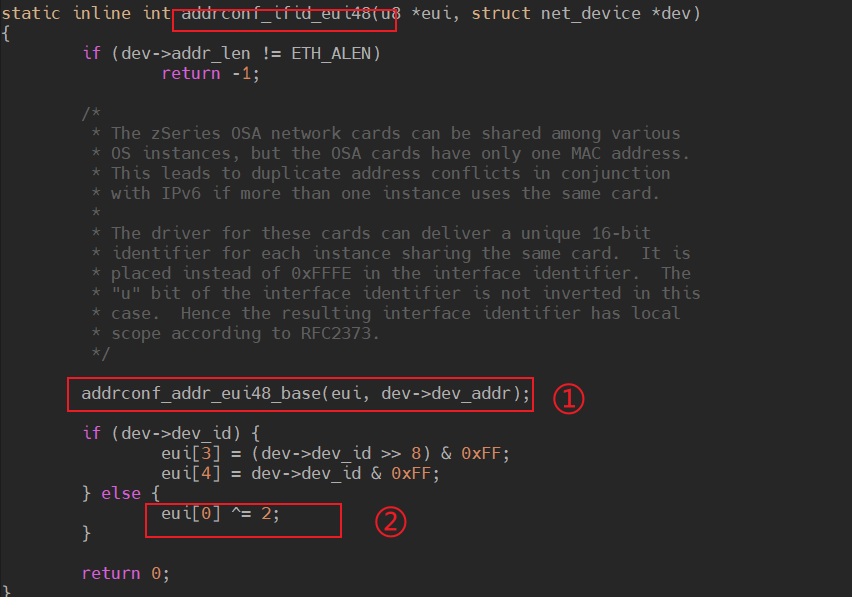 static inline int addrconf_ifid_eui48(u8 *eui, struct net_device *dev)
{
        if (dev->addr_len != ETH_ALEN)
                return -1;
        /*
         * The zSeries OSA network cards can be shared among various
         * OS instances, but the OSA cards have only one MAC address.
         * This leads to duplicate address conflicts in conjunction
         * with IPv6 if more than one instance uses the same card.
         *
         * The driver for these cards can deliver a unique 16-bit
         * identifier for each instance sharing the same card.  It is
         * placed instead of 0xFFFE in the interface identifier.  The
         * "u" bit of the interface identifier is not inverted in this
         * case.  Hence the resulting interface identifier has local
         * scope according to RFC2373.
         */
        addrconf_addr_eui48_base(eui, dev->dev_addr); ①
        if (dev->dev_id) {
                eui[3] = (dev->dev_id >> 8) & 0xFF;
                eui[4] = dev->dev_id & 0xFF;
        } else {
                eui[0] ^= 2; ②
        }
        return 0;
}